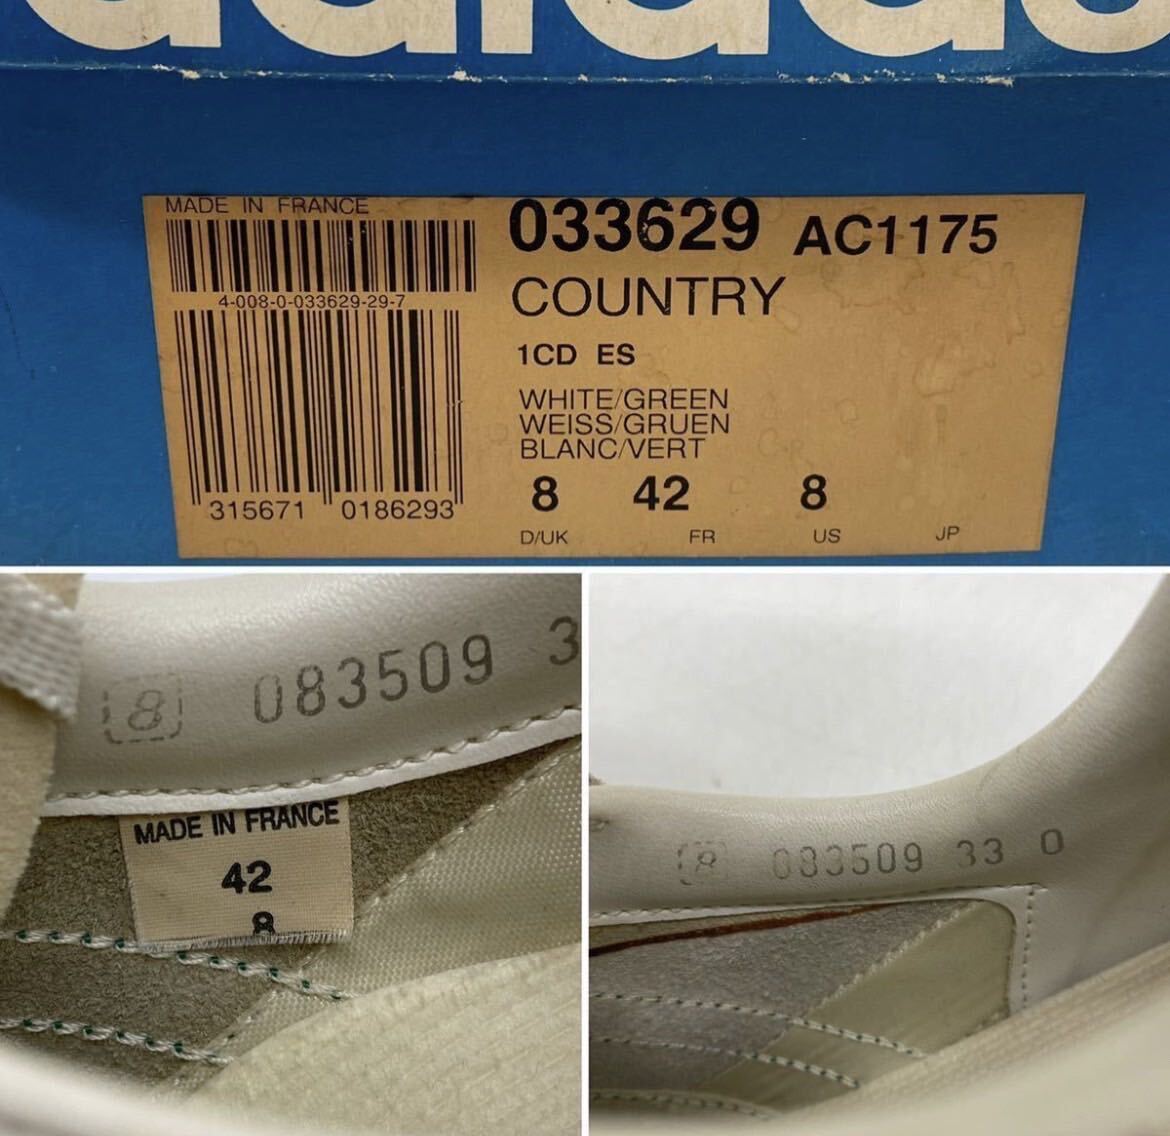 adidas
MADE IN FRANCE
4-008-0-033629-29-7
315671 0186293
033629 AC1175
COUNTRY
1CD ES
WHITE/GREEN
WEISS/GRUEN
BLANC/VERT
8 42 8
D/UK FR US JP
8 083509 3
MADE IN FRANCE
42
8
8 083509 33 0